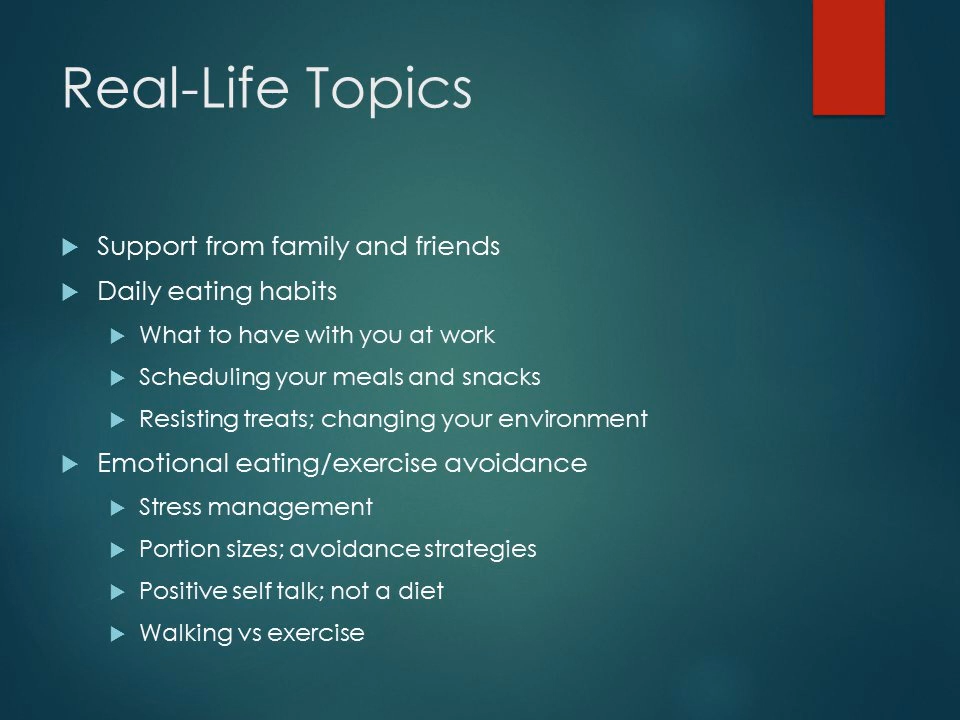 Real-Life Topics
Support from family and friends
Daily eating habits
What to have with you at work
Scheduling your meals and snacks
Resisting treats; changing your environment
Emotional eating/exercise avoidance
Stress management
Portion sizes; avoidance strategies
Positive self talk; not a diet
Walking vs exercise